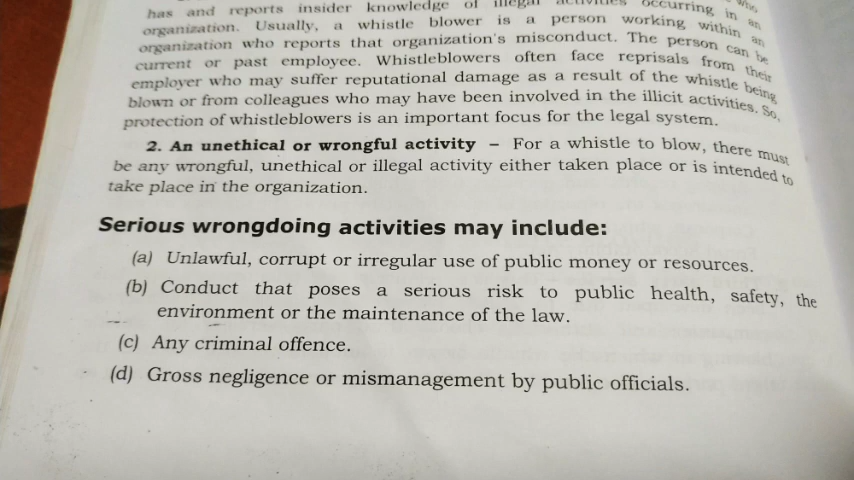 has and reports insider knowledge of illegal activities occurring in an
organization. Usually, a whistle blower is a person working within an
organization who reports that organization's misconduct. The person can be
current or past employee. Whistleblowers often face reprisals from their
employer who may suffer reputational damage as a result of the whistle being
blown or from colleagues who may have been involved in the illicit activities. So,
protection of whistleblowers is an important focus for the legal system.
2. An unethical or wrongful activity – For a whistle to blow, there must
be any wrongful, unethical or illegal activity either taken place or is intended to
take place in the organization.
Serious wrongdoing activities may include:
(a) Unlawful, corrupt or irregular use of public money or resources.
(b) Conduct that poses a serious risk to public health, safety, the
environment or the maintenance of the law.
(c) Any criminal offence.
(d) Gross negligence or mismanagement by public officials.